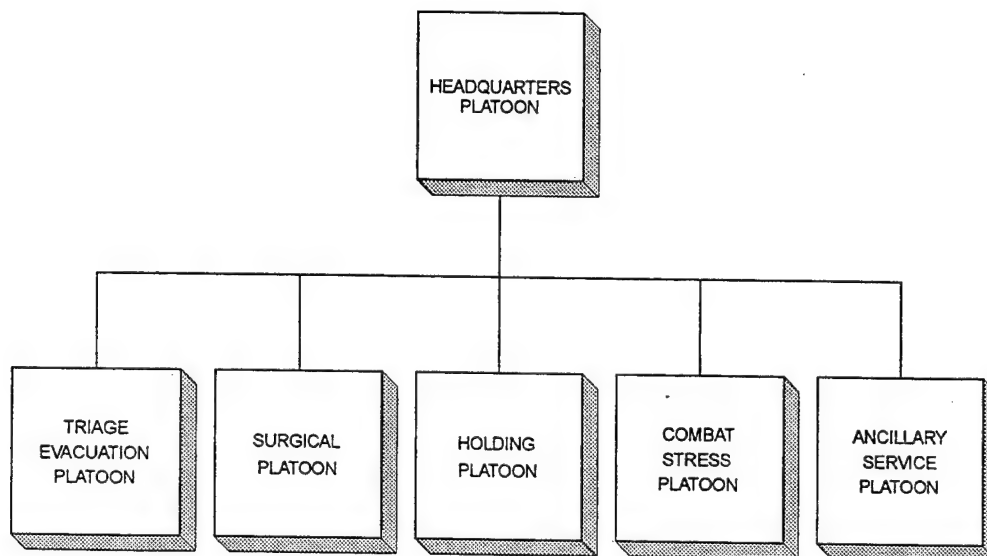 HEADQUARTERS
PLATOON
TRIAGE
EVACUATION
PLATOON
SURGICAL
PLATOON
HOLDING
PLATOON
COMBAT
STRESS
PLATOON
ANCILLARY
SERVICE
PLATOON